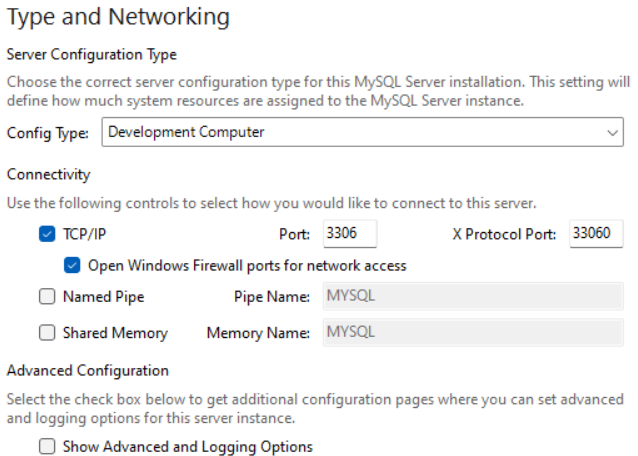 Type and Networking
Server Configuration Type
Choose the correct server configuration type for this MySQL Server installation. This setting will
define how much system resources are assigned to the MySQL Server instance.
Config Type: Development Computer
Connectivity
Use the following controls to select how you would like to connect to this server.
TCP/IP Port: 3306 X Protocol Port: 33060
Open Windows Firewall ports for network access
Named Pipe Pipe Name: MYSQL
Shared Memory Memory Name: MYSQL
Advanced Configuration
Select the check box below to get additional configuration pages where you can set advanced
and logging options for this server instance.
Show Advanced and Logging Options